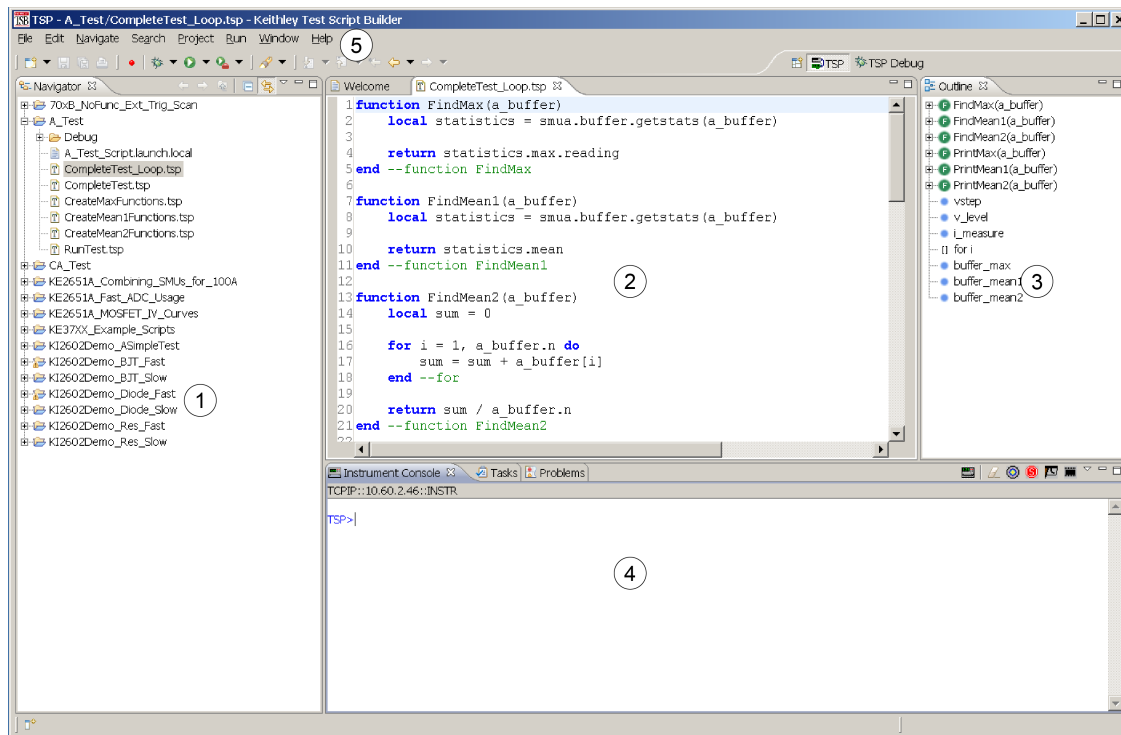 TSP - A_Test/CompleteTest_Loop.tsp - Keithley Test Script Builder
File Edit Navigate Search Project Run Window Help
5
TSP
TSP Debug
Navigator
70xB_NoFunc_Ext_Trig_Scan
A_Test
Debug
A_Test_Script.launch.local
CompleteTest_Loop.tsp
CompleteTest.tsp
CreateMaxFunctions.tsp
CreateMean1Functions.tsp
CreateMean2Functions.tsp
RunTest.tsp
CA_Test
KE2651A_Combining_SMUs_for_100A
KE2651A_Fast_ADC_Usage
KE2651A_MOSFET_IV_Curves
KE37XX_Example_Scripts
KI2602Demo_ASimpleTest
KI2602Demo_BJT_Fast
KI2602Demo_BJT_Slow
KI2602Demo_Diode_Fast
KI2602Demo_Diode_Slow
KI2602Demo_Res_Fast
KI2602Demo_Res_Slow
1
Welcome
CompleteTest_Loop.tsp
1 function FindMax(a_buffer)
2 local statistics = smua.buffer.getstats(a_buffer)
3
4 return statistics.max.reading
5 end --function FindMax
6
7 function FindMean1(a_buffer)
8 local statistics = smua.buffer.getstats(a_buffer)
9
10 return statistics.mean
11 end --function FindMean1
12
13 function FindMean2(a_buffer)
14 local sum = 0
15
16 for i = 1, a_buffer.n do
17 sum = sum + a_buffer[i]
18 end --for
19
20 return sum / a_buffer.n
21 end --function FindMean2
22
2
Outline
FindMax(a_buffer)
FindMean1(a_buffer)
FindMean2(a_buffer)
PrintMax(a_buffer)
PrintMean1(a_buffer)
PrintMean2(a_buffer)
vstep
v_level
i_measure
for i
buffer_max
buffer_mean1
buffer_mean2
3
Instrument Console
Tasks
Problems
TCPIP::10.60.2.46::INSTR
TSP>
4